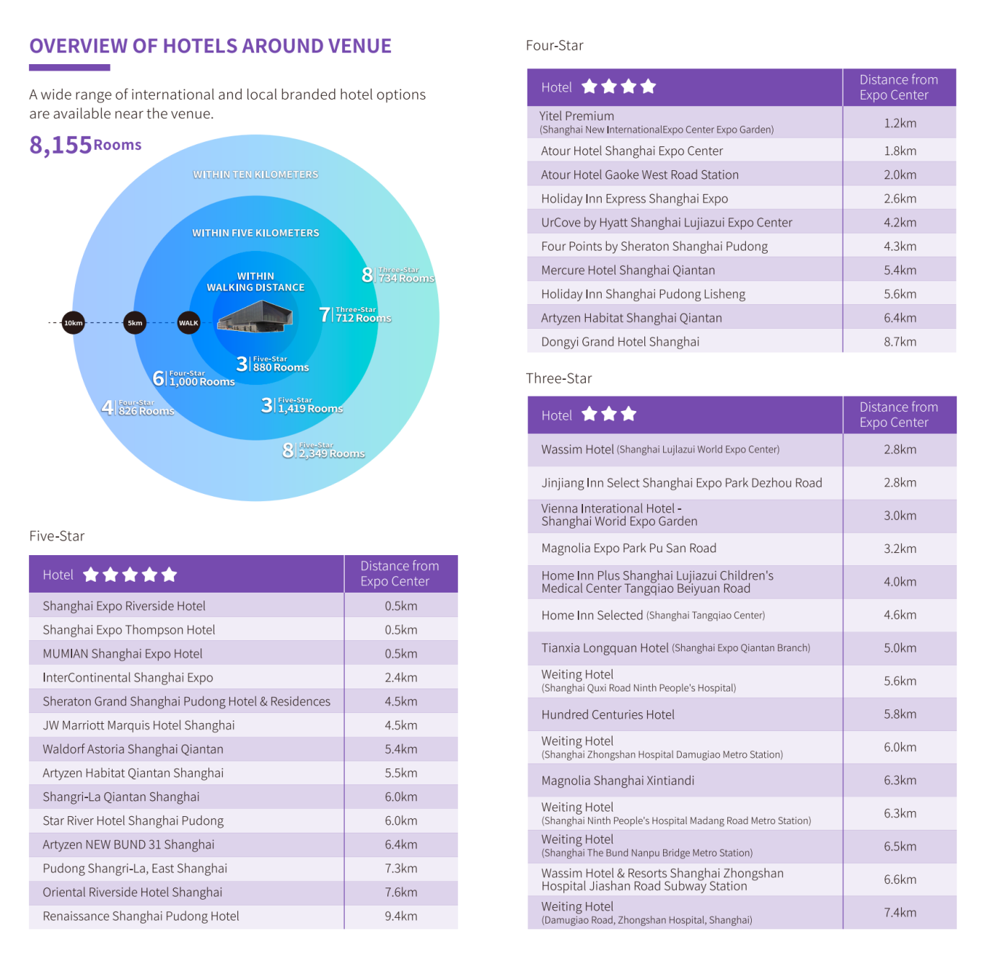 OVERVIEW OF HOTELS AROUND VENUE
A wide range of international and local branded hotel options
are available near the venue.
8,155 Rooms
WITHIN TEN KILOMETERS
WITHIN FIVE KILOMETERS
WITHIN
WALKING DISTANCE
8 Three-Star
734 Rooms
7 Three-Star
712 Rooms
10km
5km
WALK
3 Five-Star
880 Rooms
6 Four-Star
1,000 Rooms
4 Four-Star
826 Rooms
3 Five-Star
1,419 Rooms
8 Five-Star
2,349 Rooms
Five-Star
Hotel
Distance from
Expo Center
Shanghai Expo Riverside Hotel 0.5km
Shanghai Expo Thompson Hotel 0.5km
MUMIAN Shanghai Expo Hotel 0.5km
InterContinental Shanghai Expo 2.4km
Sheraton Grand Shanghai Pudong Hotel & Residences 4.5km
JW Marriott Marquis Hotel Shanghai 4.5km
Waldorf Astoria Shanghai Qiantan 5.4km
Artyzen Habitat Qiantan Shanghai 5.5km
Shangri-La Qiantan Shanghai 6.0km
Star River Hotel Shanghai Pudong 6.0km
Artyzen NEW BUND 31 Shanghai 6.4km
Pudong Shangri-La, East Shanghai 7.3km
Oriental Riverside Hotel Shanghai 7.6km
Renaissance Shanghai Pudong Hotel 9.4km
Four-Star
Hotel
Distance from
Expo Center
Yitel Premium
(Shanghai New InternationalExpo Center Expo Garden) 1.2km
Atour Hotel Shanghai Expo Center 1.8km
Atour Hotel Gaoke West Road Station 2.0km
Holiday Inn Express Shanghai Expo 2.6km
UrCove by Hyatt Shanghai Lujiazui Expo Center 4.2km
Four Points by Sheraton Shanghai Pudong 4.3km
Mercure Hotel Shanghai Qiantan 5.4km
Holiday Inn Shanghai Pudong Lisheng 5.6km
Artyzen Habitat Shanghai Qiantan 6.4km
Dongyi Grand Hotel Shanghai 8.7km
Three-Star
Hotel
Distance from
Expo Center
Wassim Hotel (Shanghai Lujlazui World Expo Center) 2.8km
Jinjiang Inn Select Shanghai Expo Park Dezhou Road 2.8km
Vienna Interational Hotel -
Shanghai Worid Expo Garden 3.0km
Magnolia Expo Park Pu San Road 3.2km
Home Inn Plus Shanghai Lujiazui Children's
Medical Center Tangqiao Beiyuan Road 4.0km
Home Inn Selected (Shanghai Tangqiao Center) 4.6km
Tianxia Longquan Hotel (Shanghai Expo Qiantan Branch) 5.0km
Weiting Hotel
(Shanghai Quxi Road Ninth People's Hospital) 5.6km
Hundred Centuries Hotel 5.8km
Weiting Hotel
(Shanghai Zhongshan Hospital Damugiao Metro Station) 6.0km
Magnolia Shanghai Xintiandi 6.3km
Weiting Hotel
(Shanghai Ninth People's Hospital Madang Road Metro Station) 6.3km
Weiting Hotel
(Shanghai The Bund Nanpu Bridge Metro Station) 6.5km
Wassim Hotel & Resorts Shanghai Zhongshan
Hospital Jiashan Road Subway Station 6.6km
Weiting Hotel
(Damugiao Road, Zhongshan Hospital, Shanghai) 7.4km